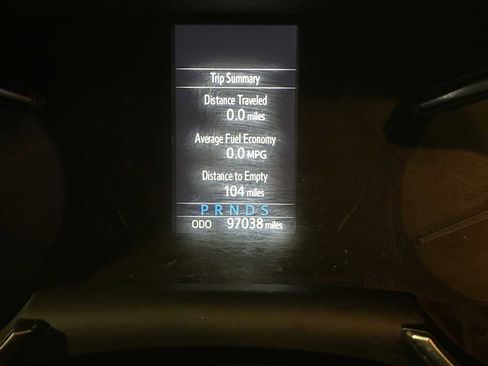 Trip Summary
Distance Traveled
0.0 miles
Average Fuel Economy
0.0 MPG
Distance to Empty
104 miles
P R N D S
ODO 97038 miles